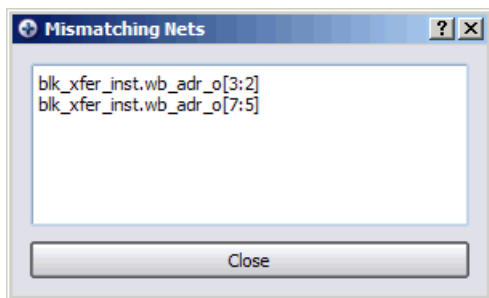 Mismatching Nets
blk_xfer_inst.wb_adr_o[3:2]
blk_xfer_inst.wb_adr_o[7:5]
Close